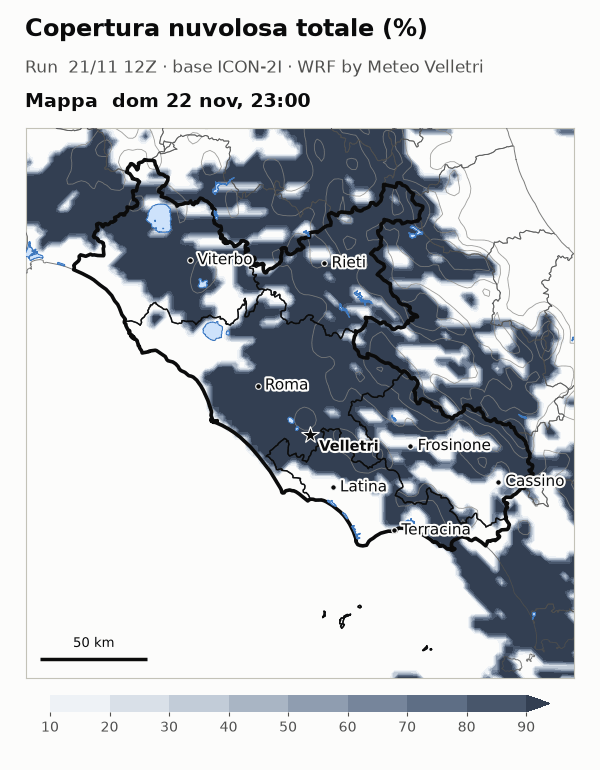 Copertura nuvolosa totale (%)
Run 21/11 12Z · base ICON-2I · WRF by Meteo Velletri
Mappa dom 22 nov, 23:00
Viterbo
Rieti
Roma
Velletri
Frosinone
Latina
Cassino
Terracina
50 km
10 20 30 40 50 60 70 80 90